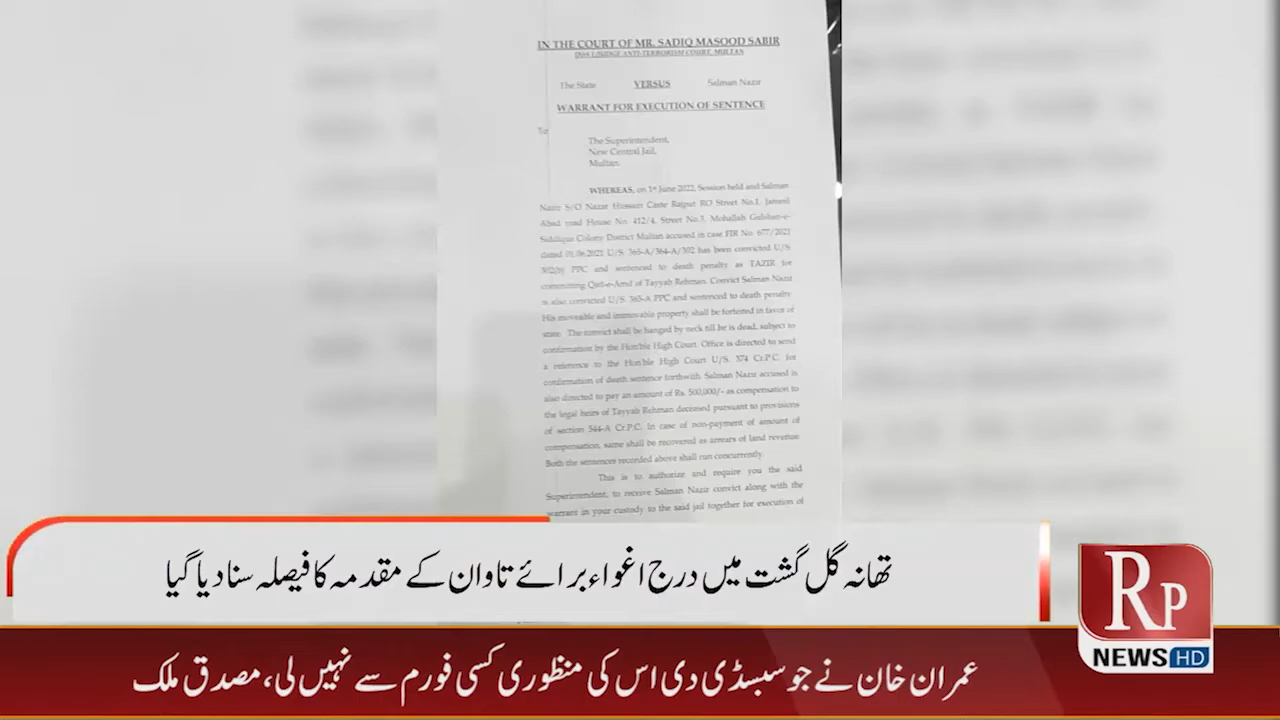 IN THE COURT OF MR. SADIQ MASOOD SABIR
JUDGE ANTI-TERRORISM COURT, MULTAN
The State VERSUS Salman Nazir
WARRANT FOR EXECUTION OF SENTENCE
To
The Superintendent,
New Central Jail,
Multan.
WHEREAS, on 1st June 2022, Session held and Salman
Nazir S/O Nazar Hussain Caste Rajput RO Street No.1, Jameel
Abad road House No. 412/4, Street No.3, Mohallah Gulshan-e-
Siddique Colony District Multan accused in case FIR No. 677/2021
dated 01.06.2021 U/S. 365-A/364-A/302 has been convicted U/S
302(b) PPC and sentenced to death penalty as TAZIR for
committing Qatl-e-Amd of Tayyab Rehman. Convict Salman Nazir
is also convicted U/S. 365-A PPC and sentenced to death penalty.
His moveable and immovable property shall be forfeited in favor of
state. The convict shall be hanged by neck till he is dead, subject to
confirmation by the Hon'ble High Court. Office is directed to send
a reference to the Hon'ble High Court U/S. 374 Cr.P.C. for
confirmation of death sentence forthwith. Salman Nazir accused is
also directed to pay an amount of Rs. 500,000/- as compensation to
the legal heirs of Tayyab Rehman deceased pursuant to provisions
of section 544-A Cr.P.C. In case of non-payment of amount of
compensation, same shall be recovered as arrears of land revenue.
Both the sentences recorded above shall run concurrently.
This is to authorize and require you the said
Superintendent, to receive Salman Nazir convict along with the
warrant in your custody to the said jail together for execution of
تھانہ گل گشت میں درج اغواء برائے تاوان کے مقدمہ کا فیصلہ سنا دیا گیا
RP
NEWS HD
عمران خان نے جو سبسڈی دی اس کی منظوری کسی فورم سے نہیں لی، مصدق ملک